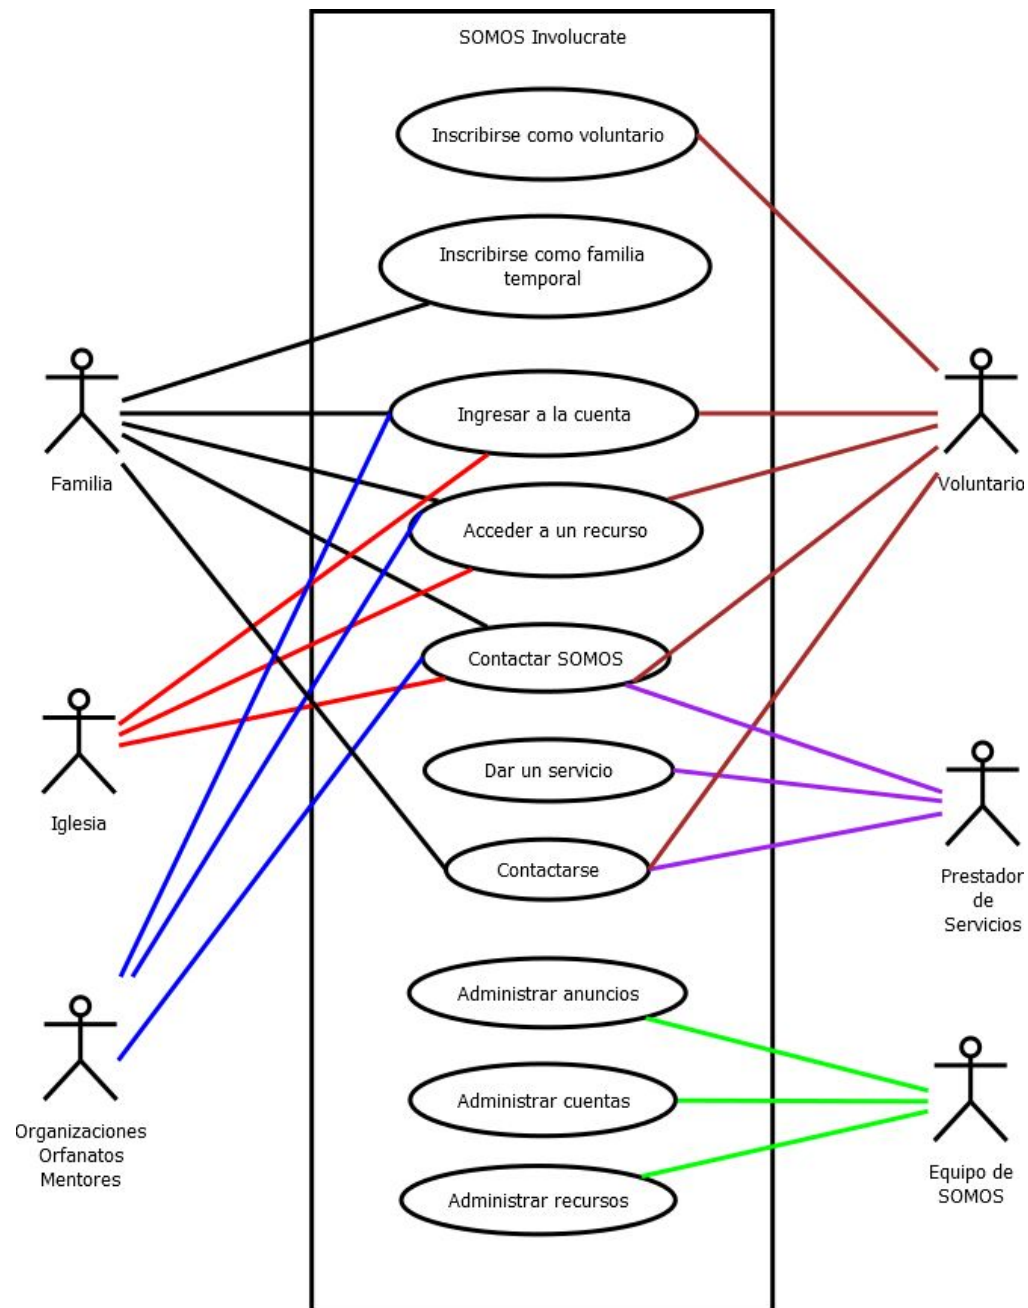 SOMOS Involucrate
Inscribirse como voluntario
Inscribirse como familia
temporal
Ingresar a la cuenta
Acceder a un recurso
Contactar SOMOS
Dar un servicio
Contactarse
Administrar anuncios
Administrar cuentas
Administrar recursos
Familia
Iglesia
Organizaciones
Orfanatos
Mentores
Voluntario
Prestador
de
Servicios
Equipo de
SOMOS